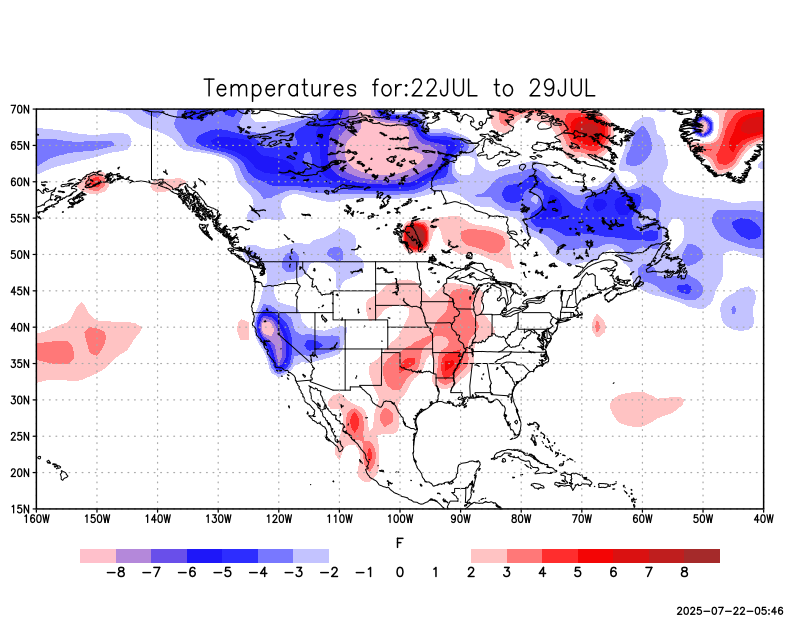 Temperatures for:22JUL to 29JUL
70N
65N
60N
55N
50N
45N
40N
35N
30N
25N
20N
15N
160W 150W 140W 130W 120W 110W 100W 90W 80W 70W 60W 50W 40W
F
-8 -7 -6 -5 -4 -3 -2 -1 0 1 2 3 4 5 6 7 8
2025-07-22-05:46